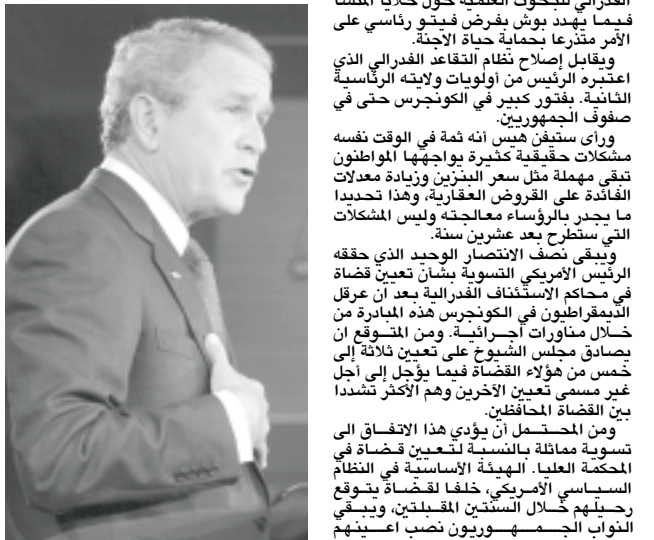 الفدرالي للبحوث العلمية حول خلايا المنشأ
فيما يهدد بوش بفرض فيتو رئاسي على
الأمر متذرعا بحماية حياة الاجنة.
ويقابل إصلاح نظام التقاعد الفدرالي الذي
اعتبره الرئيس من أولويات ولايته الرئاسية
الثانية. بفتور كبير في الكونجرس حتى في
صفوف الجمهوريين.
ورأى ستيفن هيس أنه ثمة في الوقت نفسه
مشكلات حقيقية كثيرة يواجهها المواطنون
تبقى مهملة مثل سعر البنزين وزيادة معدلات
الفائدة على القروض العقارية، وهذا تحديدا
ما يجدر بالرؤساء معالجته وليس المشكلات
التي ستطرح بعد عشرين سنة.
ويبقى نصف الانتصار الوحيد الذي حققه
الرئيس الأمريكي التسوية بشأن تعيين قضاة
في محاكم الاستئناف الفدرالية بعد ان عرقل
الديمقراطيون في الكونجرس هذه المبادرة من
خلال مناورات اجرائية. ومن المتوقع ان
يصادق مجلس الشيوخ على تعيين ثلاثة إلى
خمس من هؤلاء القضاة فيما يؤجل إلى أجل
غير مسمى تعيين الآخرين وهم الأكثر تشددا
بين القضاة المحافظين.
ومن المحتمل أن يؤدي هذا الاتفاق الى
تسوية مماثلة بالنسبة لتعيين قضاة في
المحكمة العليا. الهيئة الأساسية في النظام
السياسي الأمريكي، خلفا لقضاة يتوقع
رحيلهم خلال السنتين المقبلتين، ويبقي
النواب الجمهوريون نصب اعينهم